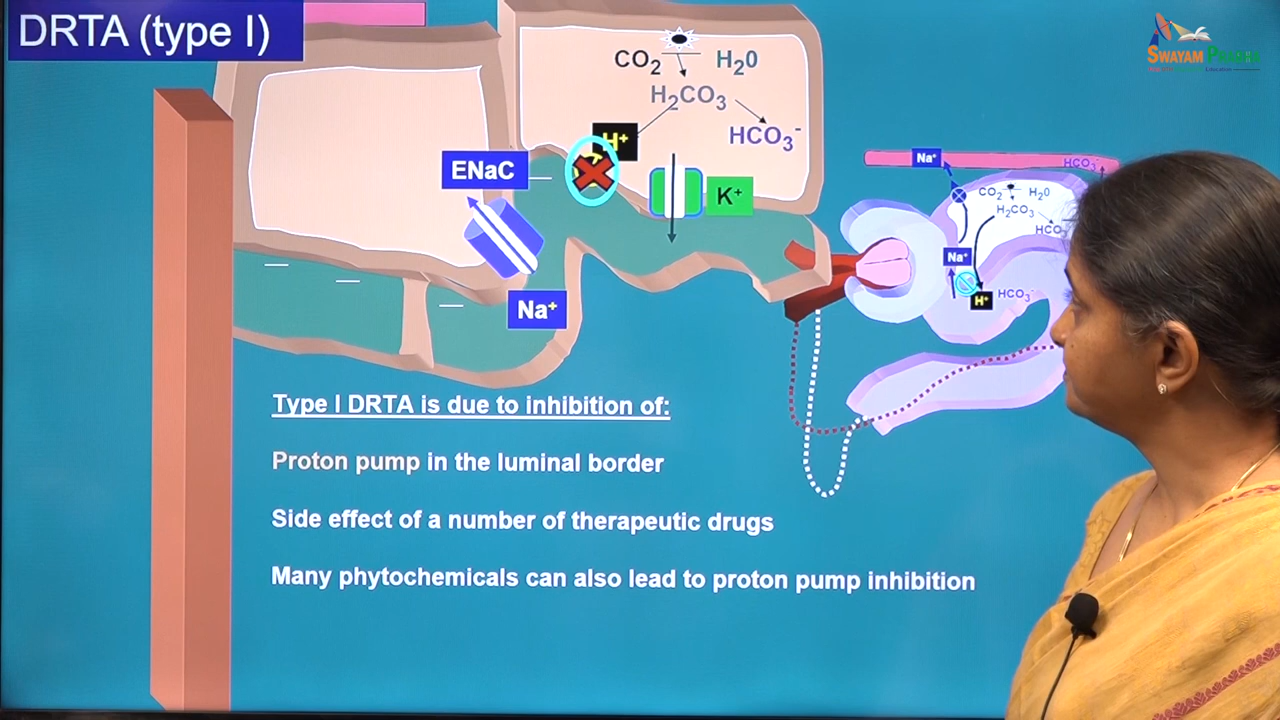 DRTA (type I)
SWAYAM PRABHA
CO2 H20
H2CO3
H+
HCO3-
ENaC
K+
Na+
Na+
HCO3-
CO2 H20
H2CO3
HCO3
Na+
H+ HCO3-
Type I DRTA is due to inhibition of:
Proton pump in the luminal border
Side effect of a number of therapeutic drugs
Many phytochemicals can also lead to proton pump inhibition